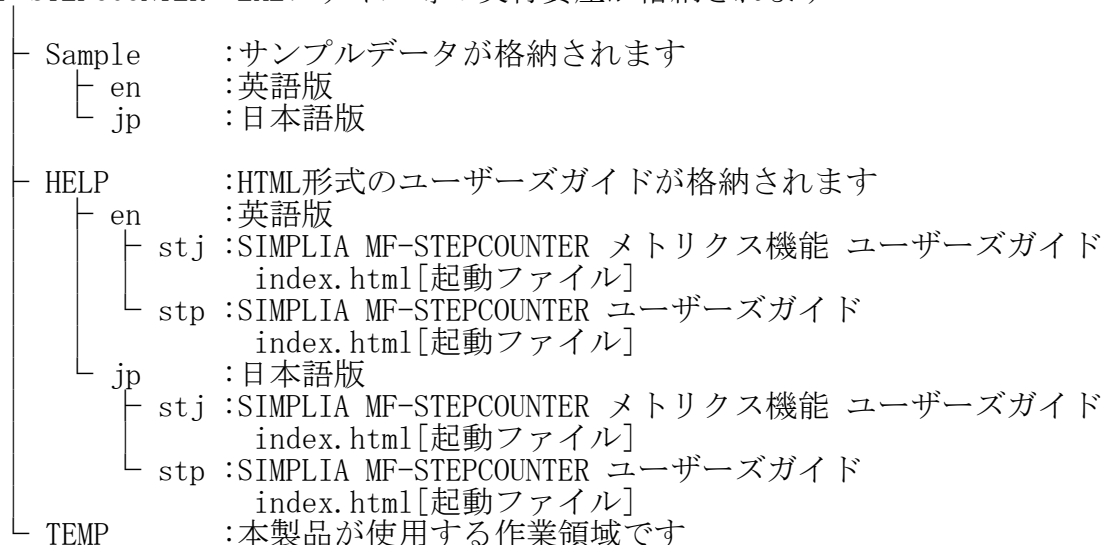 ├ Sample :サンプルデータが格納されます
├ en :英語版
└ jp :日本語版
├ HELP :HTML形式のユーザーズガイドが格納されます
├ en :英語版
├ stj :SIMPLIA MF-STEPCOUNTER メトリクス機能 ユーザーズガイド
index.html[起動ファイル]
└ stp :SIMPLIA MF-STEPCOUNTER ユーザーズガイド
index.html[起動ファイル]
└ jp :日本語版
├ stj :SIMPLIA MF-STEPCOUNTER メトリクス機能 ユーザーズガイド
index.html[起動ファイル]
└ stp :SIMPLIA MF-STEPCOUNTER ユーザーズガイド
index.html[起動ファイル]
└ TEMP :本製品が使用する作業領域です